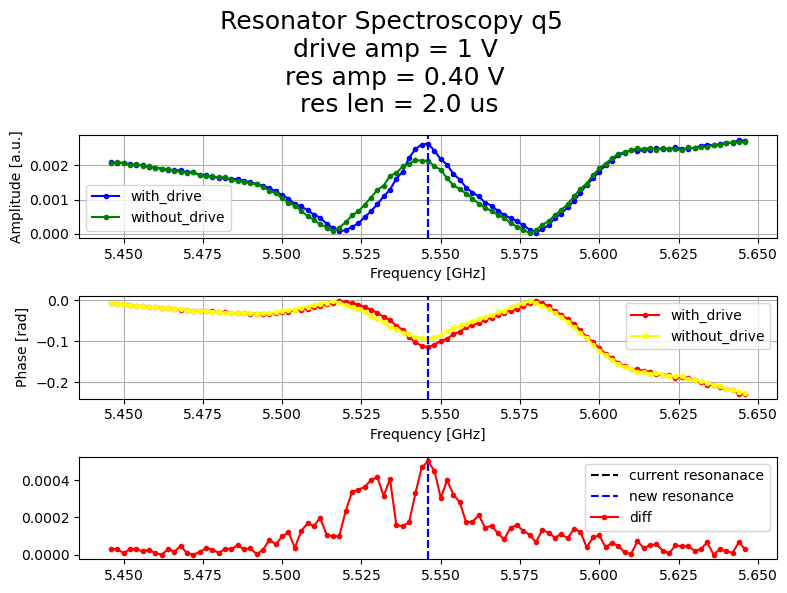 Resonator Spectroscopy q5
drive amp = 1 V
res amp = 0.40 V
res len = 2.0 us
Amplitude [a.u.]
0.002
0.001
0.000
with_drive
without_drive
5.450 5.475 5.500 5.525 5.550 5.575 5.600 5.625 5.650
Frequency [GHz]
Phase [rad]
0.0
−0.1
−0.2
with_drive
without_drive
5.450 5.475 5.500 5.525 5.550 5.575 5.600 5.625 5.650
Frequency [GHz]
0.0004
0.0002
0.0000
current resonanace
new resonance
diff
5.450 5.475 5.500 5.525 5.550 5.575 5.600 5.625 5.650